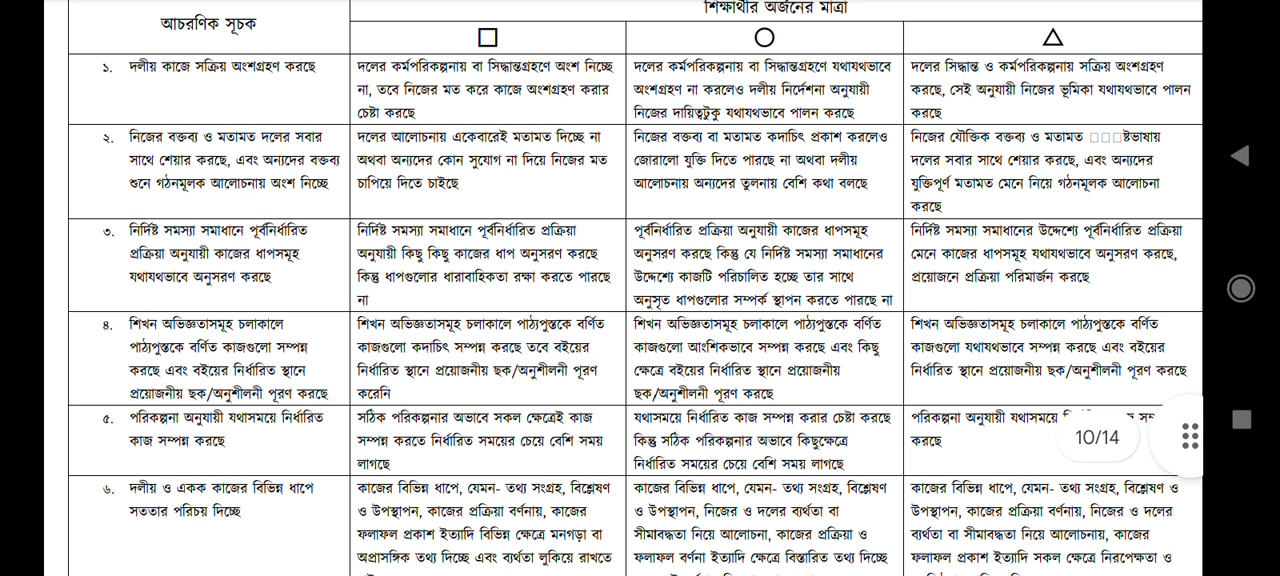 শিক্ষার্থীর অর্জনের মাত্রা
আচরণিক সূচক
১. দলীয় কাজে সক্রিয় অংশগ্রহণ করছে
দলের কর্মপরিকল্পনায় বা সিদ্ধান্তগ্রহণে অংশ নিচ্ছে
না, তবে নিজের মত করে কাজে অংশগ্রহণ করার
চেষ্টা করছে
দলের কর্মপরিকল্পনায় বা সিদ্ধান্তগ্রহণে যথাযথভাবে
অংশগ্রহণ না করলেও দলীয় নির্দেশনা অনুযায়ী
নিজের দায়িত্বটুকু যথাযথভাবে পালন করছে
দলের সিদ্ধান্ত ও কর্মপরিকল্পনায় সক্রিয় অংশগ্রহণ
করছে, সেই অনুযায়ী নিজের ভূমিকা যথাযথভাবে পালন
করছে
২. নিজের বক্তব্য ও মতামত দলের সবার
সাথে শেয়ার করছে, এবং অন্যদের বক্তব্য
শুনে গঠনমূলক আলোচনায় অংশ নিচ্ছে
দলের আলোচনায় একেবারেই মতামত দিচ্ছে না
অথবা অন্যদের কোন সুযোগ না দিয়ে নিজের মত
চাপিয়ে দিতে চাইছে
নিজের বক্তব্য বা মতামত কদাচিৎ প্রকাশ করলেও
জোরালো যুক্তি দিতে পারছে না অথবা দলীয়
আলোচনায় অন্যদের তুলনায় বেশি কথা বলছে
নিজের যৌক্তিক বক্তব্য ও মতামত □□□ষ্টভাষায়
দলের সবার সাথে শেয়ার করছে, এবং অন্যদের
যুক্তিপূর্ণ মতামত মেনে নিয়ে গঠনমূলক আলোচনা
করছে
৩. নির্দিষ্ট সমস্যা সমাধানে পূর্বনির্ধারিত
প্রক্রিয়া অনুযায়ী কাজের ধাপসমূহ
যথাযথভাবে অনুসরণ করছে
নির্দিষ্ট সমস্যা সমাধানে পূর্বনির্ধারিত প্রক্রিয়া
অনুযায়ী কিছু কিছু কাজের ধাপ অনুসরণ করছে
কিন্তু ধাপগুলোর ধারাবাহিকতা রক্ষা করতে পারছে
না
পূর্বনির্ধারিত প্রক্রিয়া অনুযায়ী কাজের ধাপসমূহ
অনুসরণ করছে কিন্তু যে নির্দিষ্ট সমস্যা সমাধানের
উদ্দেশ্যে কাজটি পরিচালিত হচ্ছে তার সাথে
অনুসৃত ধাপগুলোর সম্পর্ক স্থাপন করতে পারছে না
নির্দিষ্ট সমস্যা সমাধানের উদ্দেশ্যে পূর্বনির্ধারিত প্রক্রিয়া
মেনে কাজের ধাপসমূহ যথাযথভাবে অনুসরণ করছে,
প্রয়োজনে প্রক্রিয়া পরিমার্জন করছে
৪. শিখন অভিজ্ঞতাসমূহ চলাকালে
পাঠ্যপুস্তকে বর্ণিত কাজগুলো সম্পন্ন
করছে এবং বইয়ের নির্ধারিত স্থানে
প্রয়োজনীয় ছক/অনুশীলনী পূরণ করছে
শিখন অভিজ্ঞতাসমূহ চলাকালে পাঠ্যপুস্তকে বর্ণিত
কাজগুলো কদাচিৎ সম্পন্ন করছে তবে বইয়ের
নির্ধারিত স্থানে প্রয়োজনীয় ছক/অনুশীলনী পূরণ
করেনি
শিখন অভিজ্ঞতাসমূহ চলাকালে পাঠ্যপুস্তকে বর্ণিত
কাজগুলো আংশিকভাবে সম্পন্ন করছে এবং কিছু
ক্ষেত্রে বইয়ের নির্ধারিত স্থানে প্রয়োজনীয়
ছক/অনুশীলনী পূরণ করছে
শিখন অভিজ্ঞতাসমূহ চলাকালে পাঠ্যপুস্তকে বর্ণিত
কাজগুলো যথাযথভাবে সম্পন্ন করছে এবং বইয়ের
নির্ধারিত স্থানে প্রয়োজনীয় ছক/অনুশীলনী পূরণ করছে
৫. পরিকল্পনা অনুযায়ী যথাসময়ে নির্ধারিত
কাজ সম্পন্ন করছে
সঠিক পরিকল্পনার অভাবে সকল ক্ষেত্রেই কাজ
সম্পন্ন করতে নির্ধারিত সময়ের চেয়ে বেশি সময়
লাগছে
যথাসময়ে নির্ধারিত কাজ সম্পন্ন করার চেষ্টা করছে
কিন্তু সঠিক পরিকল্পনার অভাবে কিছুক্ষেত্রে
নির্ধারিত সময়ের চেয়ে বেশি সময় লাগছে
পরিকল্পনা অনুযায়ী যথাসময়ে
করছে
10/14
৬. দলীয় ও একক কাজের বিভিন্ন ধাপে
সততার পরিচয় দিচ্ছে
কাজের বিভিন্ন ধাপে, যেমন- তথ্য সংগ্রহ, বিশ্লেষণ
ও উপস্থাপন, কাজের প্রক্রিয়া বর্ণনায়, কাজের
ফলাফল প্রকাশ ইত্যাদি বিভিন্ন ক্ষেত্রে মনগড়া বা
অপ্রাসঙ্গিক তথ্য দিচ্ছে এবং ব্যর্থতা লুকিয়ে রাখতে
কাজের বিভিন্ন ধাপে, যেমন- তথ্য সংগ্রহ, বিশ্লেষণ
ও উপস্থাপন, নিজের ও দলের ব্যর্থতা বা
সীমাবদ্ধতা নিয়ে আলোচনা, কাজের প্রক্রিয়া ও
ফলাফল বর্ণনা ইত্যাদি ক্ষেত্রে বিস্তারিত তথ্য দিচ্ছে
কাজের বিভিন্ন ধাপে, যেমন- তথ্য সংগ্রহ, বিশ্লেষণ ও
উপস্থাপন, কাজের প্রক্রিয়া বর্ণনায়, নিজের ও দলের
ব্যর্থতা বা সীমাবদ্ধতা নিয়ে আলোচনায়, কাজের
ফলাফল প্রকাশ ইত্যাদি সকল ক্ষেত্রে নিরপেক্ষতা ও